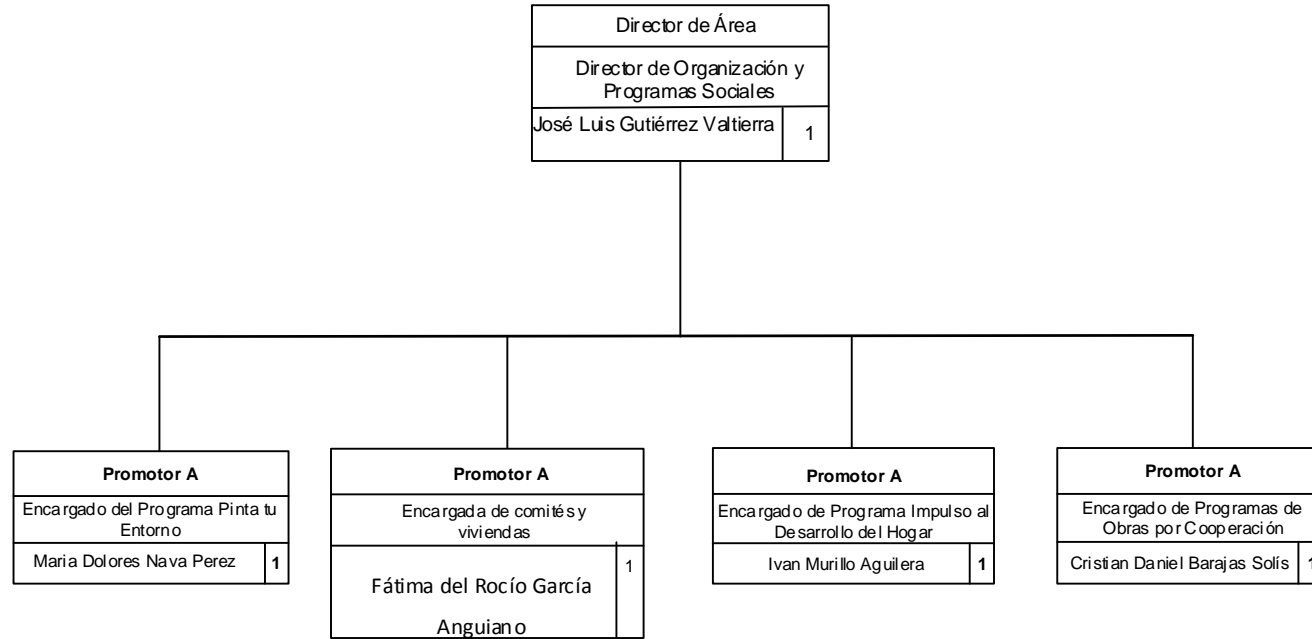 Director de Área
Director de Organización y
Programas Sociales
José Luis Gutiérrez Valtierra
1
Promotor A
Encargado del Programa Pinta tu
Entorno
Maria Dolores Nava Perez
1
Promotor A
Encargada de comités y
viviendas
Fátima del Rocío García
Anguiano
1
Promotor A
Encargado de Programa Impulso al
Desarrollo del Hogar
Ivan Murillo Aguilera
1
Promotor A
Encargado de Programas de
Obras por Cooperación
Cristian Daniel Barajas Solís
1